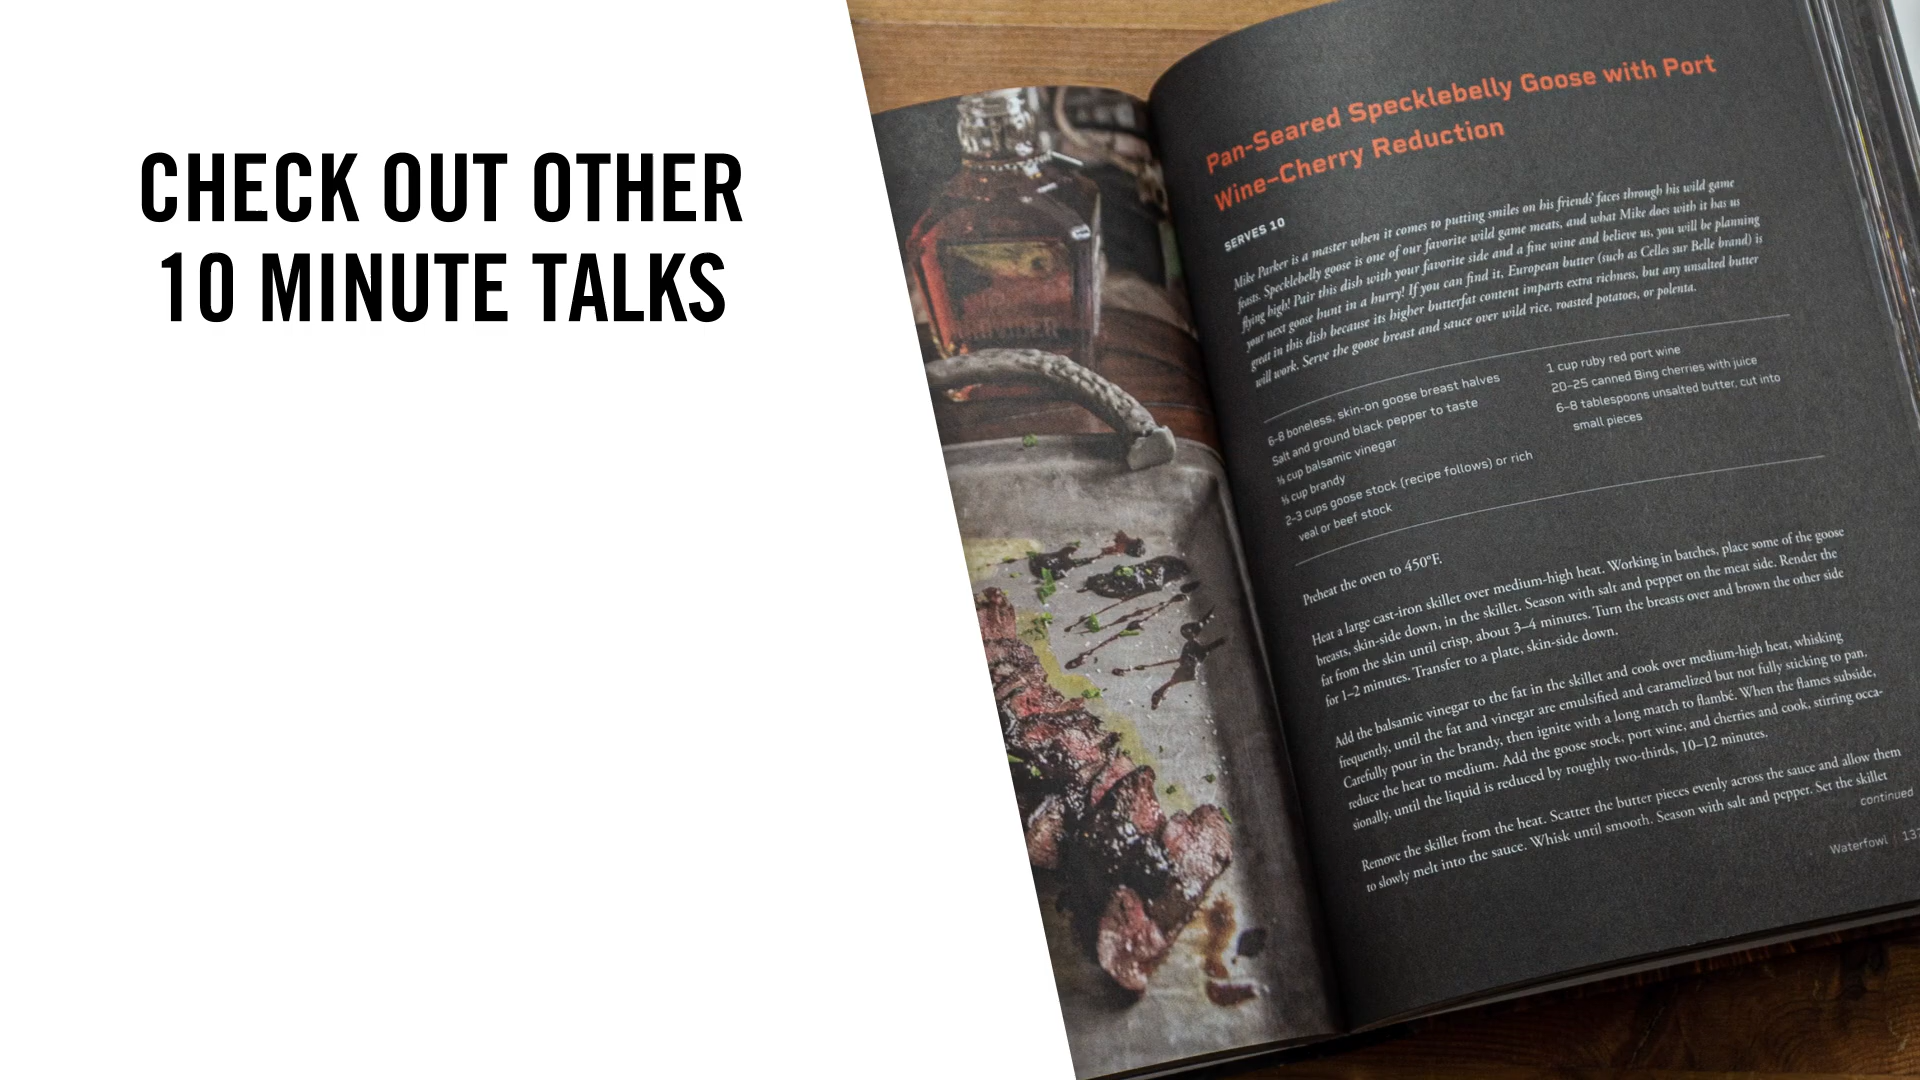 CHECK OUT OTHER
10 MINUTE TALKS
Pan-Seared Specklebelly Goose with Port
Wine-Cherry Reduction
SERVES 10
Mike Parker is a master when it comes to putting smiles on his friends' faces through his wild game
feasts. Specklebelly goose is one of our favorite wild game meats, and what Mike does with it has us
flying high! Pair this dish with your favorite side and a fine wine and believe us, you will be planning
your next goose hunt in a hurry! If you can find it, European butter (such as Celles sur Belle brand) is
great in this dish because its higher butterfat content imparts extra richness, but any unsalted butter
will work. Serve the goose breast and sauce over wild rice, roasted potatoes, or polenta.
6–8 boneless, skin-on goose breast halves
Salt and ground black pepper to taste
cup balsamic vinegar
cup brandy
2–3 cups goose stock (recipe follows) or rich
veal or beef stock
1 cup ruby red port wine
20–25 canned Bing cherries with juice
6–8 tablespoons unsalted butter, cut into
small pieces
Preheat the oven to 450°F.
Heat a large cast-iron skillet over medium-high heat. Working in batches, place some of the goose
breasts, skin-side down, in the skillet. Season with salt and pepper on the meat side. Render the
fat from the skin until crisp, about 3–4 minutes. Turn the breasts over and brown the other side
for 1–2 minutes. Transfer to a plate, skin-side down.
Add the balsamic vinegar to the fat in the skillet and cook over medium-high heat, whisking
frequently, until the fat and vinegar are emulsified and caramelized but not fully sticking to pan.
Carefully pour in the brandy, then ignite with a long match to flambé. When the flames subside,
reduce the heat to medium. Add the goose stock, port wine, and cherries and cook, stirring occa-
sionally, until the liquid is reduced by roughly two-thirds, 10–12 minutes.
Remove the skillet from the heat. Scatter the butter pieces evenly across the sauce and allow them
to slowly melt into the sauce. Whisk until smooth. Season with salt and pepper. Set the skillet
continued
Waterfowl